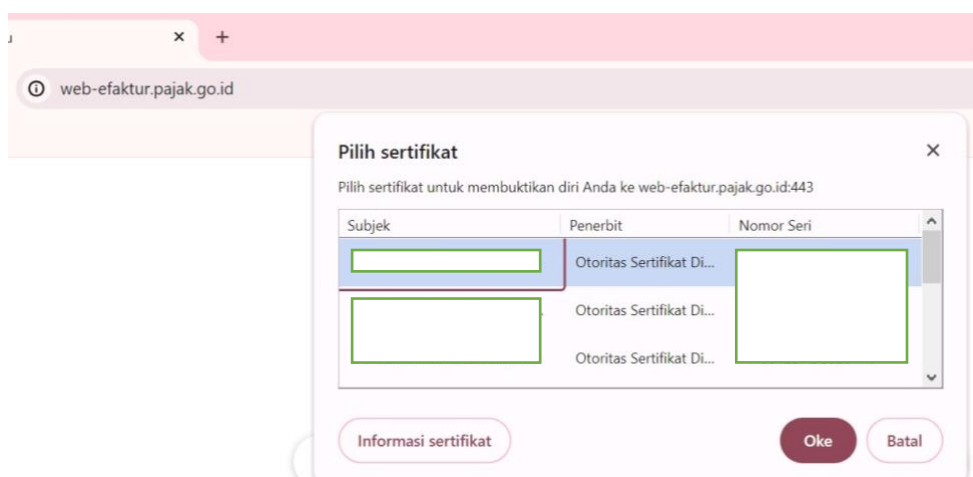 web-efaktur.pajak.go.id
Pilih sertifikat
Pilih sertifikat untuk membuktikan diri Anda ke web-efaktur.pajak.go.id:443
Subjek Penerbit Nomor Seri
Otoritas Sertifikat Di...
Otoritas Sertifikat Di...
Otoritas Sertifikat Di...
Informasi sertifikat Oke Batal